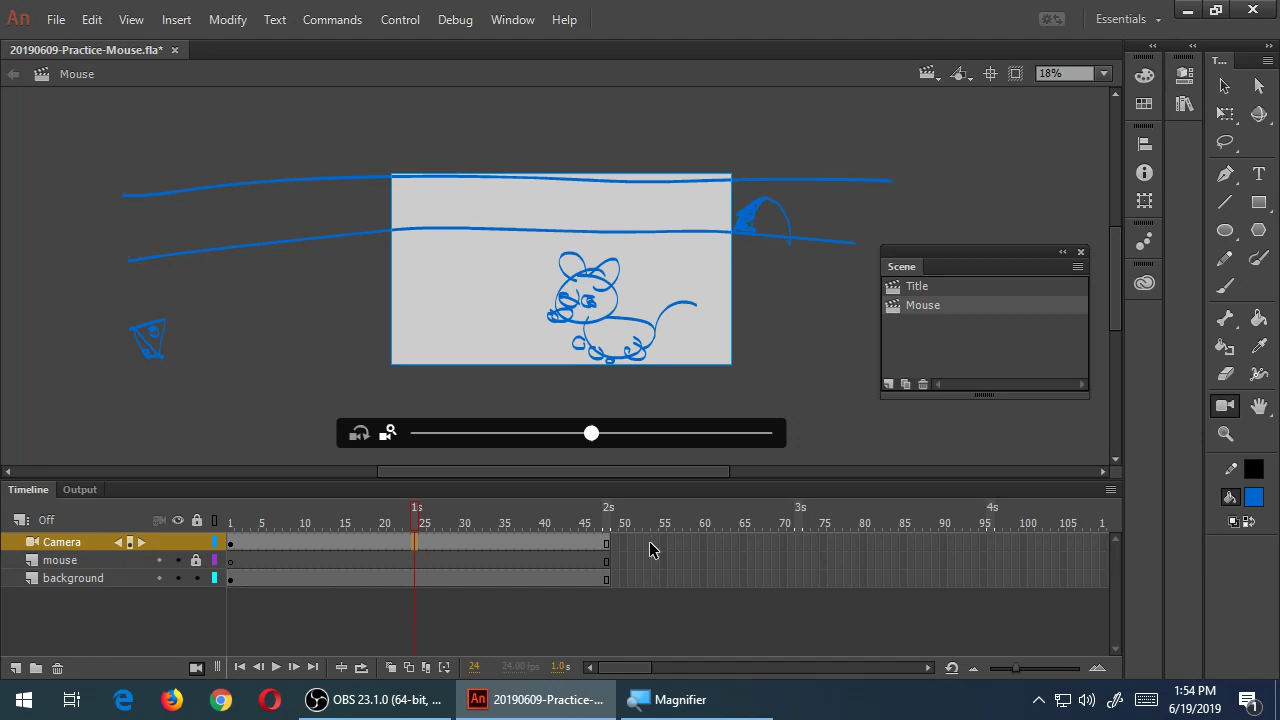 An File Edit View Insert Modify Text Commands Control Debug Window Help Essentials
20190609-Practice-Mouse.fla* ×
Mouse 18%
T...
Scene
Title
Mouse
Timeline Output
1s 2s 3s 4s
Off 1 5 10 15 20 25 30 35 40 45 50 55 60 65 70 75 80 85 90 95 100 105 1
Camera
mouse
background
24 24.00 fps 1.0 s
OBS 23.1.0 (64-bit, ... An 20190609-Practice-... Magnifier
1:54 PM
6/19/2019
1